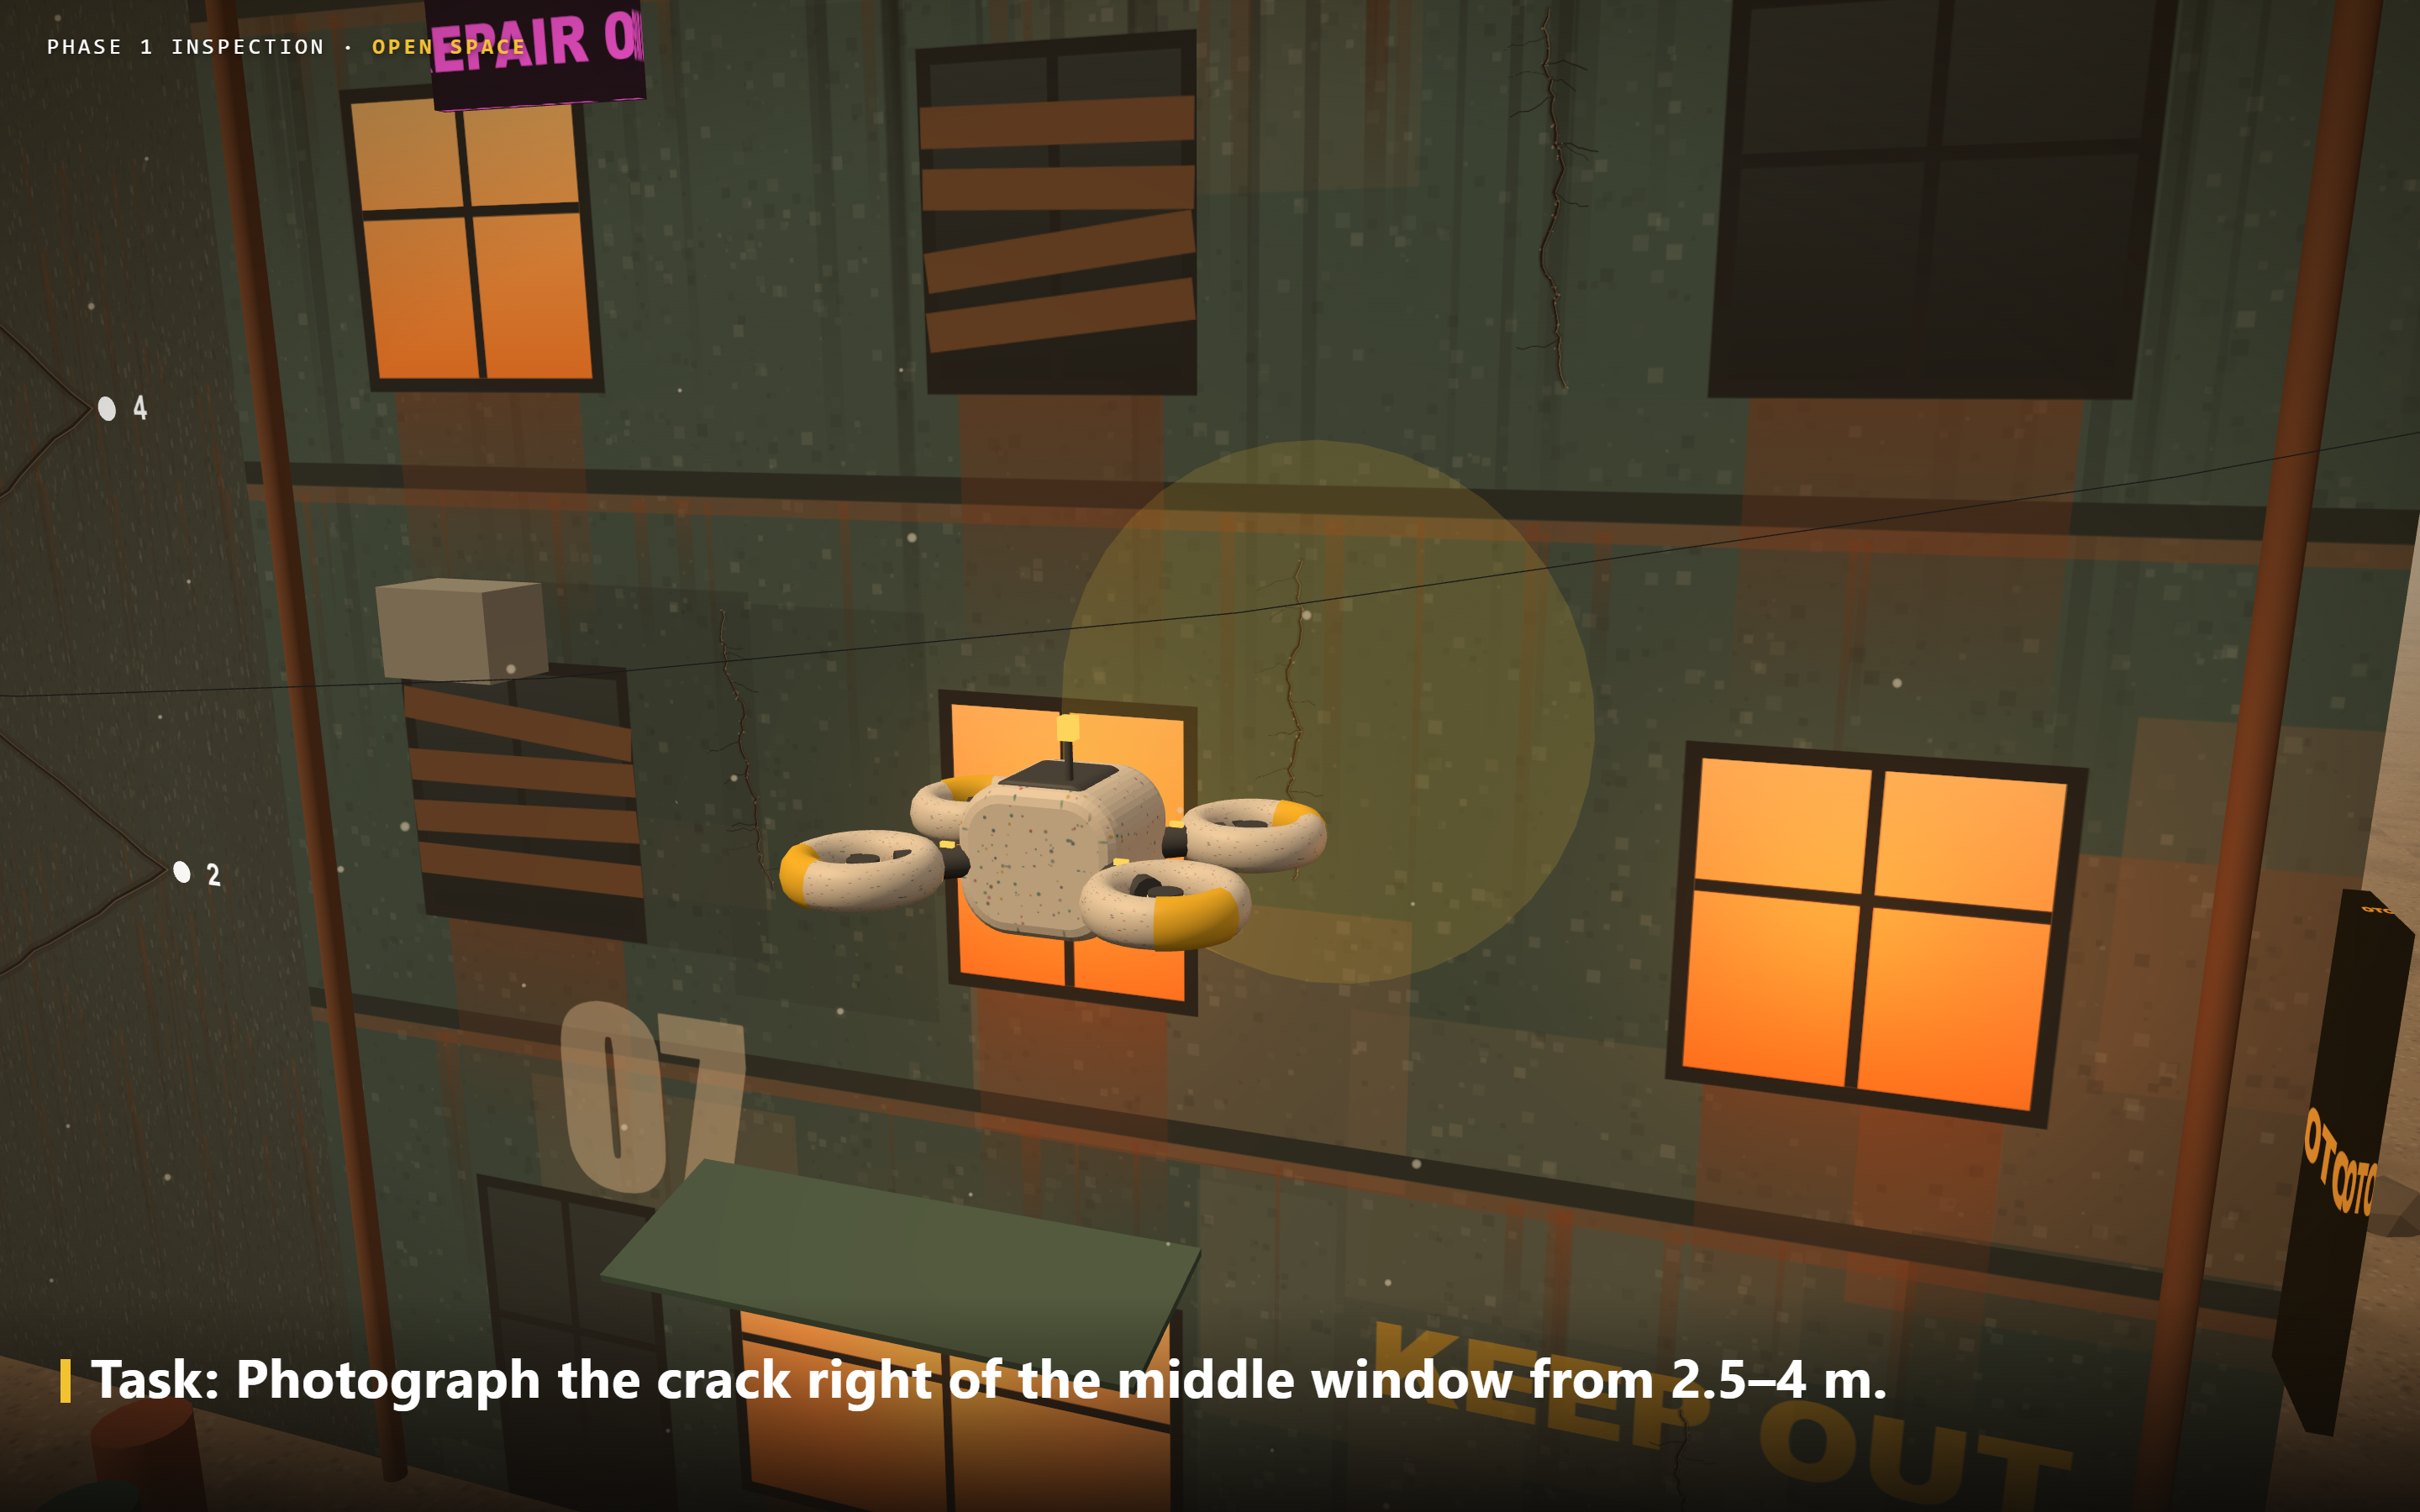 PHASE 1 INSPECTION • OPEN SPACE
EPAIR 0
4
2
07
KEEP OUT
Task: Photograph the crack right of the middle window from 2.5–4 m.